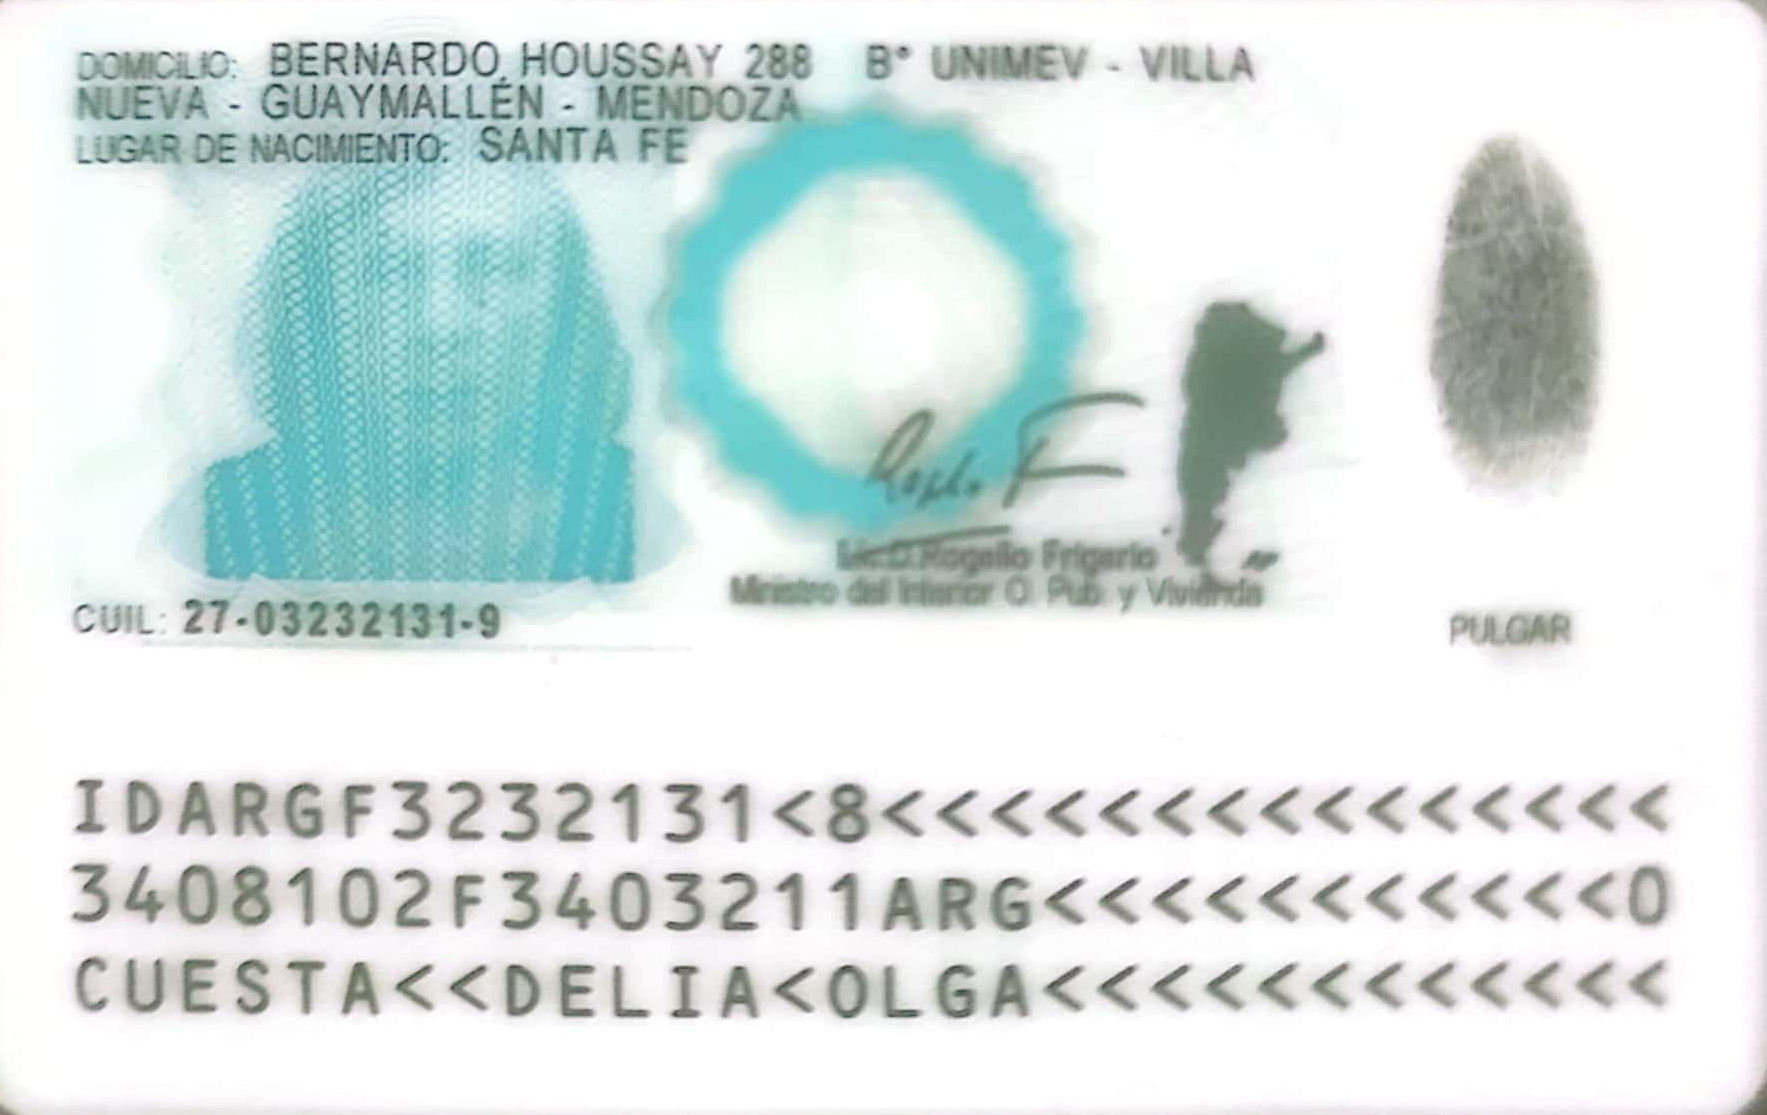 DOMICILIO: BERNARDO HOUSSAY 288 B° UNIMEV - VILLA
NUEVA - GUAYMALLÉN - MENDOZA
LUGAR DE NACIMIENTO: SANTA FE
Lic.D.Rogelio Frigerio
Ministro del Interior O. Pub. y Vivienda
CUIL: 27-03232131-9
PULGAR
IDARGF3232131<8<<<<<<<<<<<<<<<
3408102F3403211ARG<<<<<<<<<<<0
CUESTA<<DELIA<OLGA<<<<<<<<<<<<